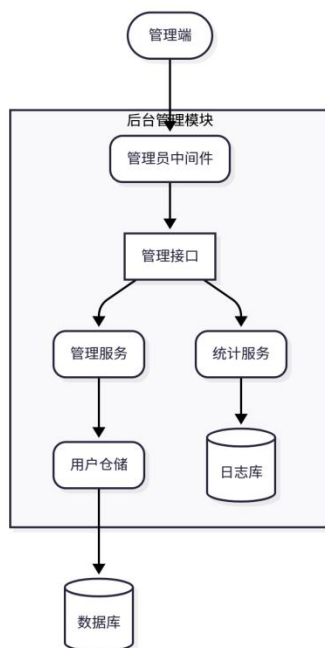 管理端
后台管理模块
管理员中间件
管理接口
管理服务
统计服务
用户仓储
日志库
数据库